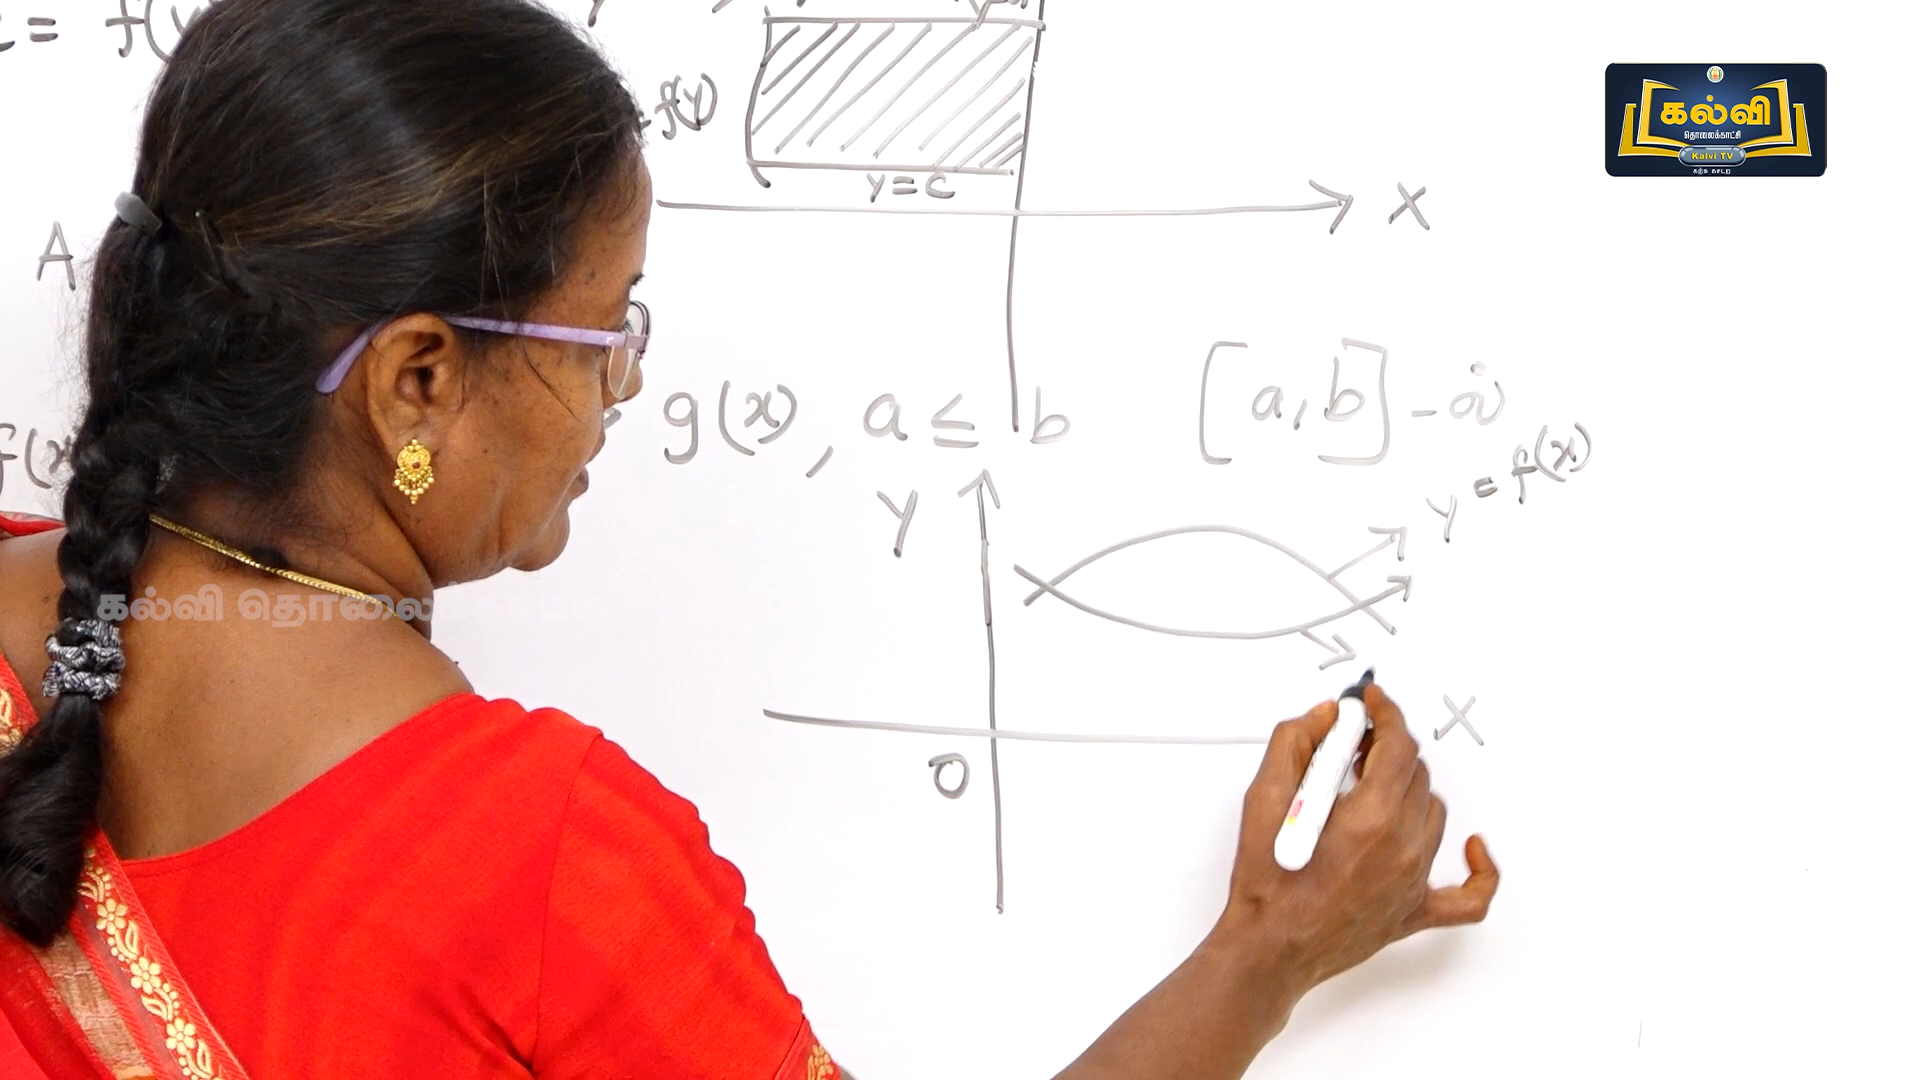 = f(y
= f(y)
y = c
X
கல்வி
தொலைக்காட்சி
Kalvi TV
A
f(x
g(x), a ≤ b
[a,b] - ல்
y = f(x)
Y
X
O
கல்வி தொலை